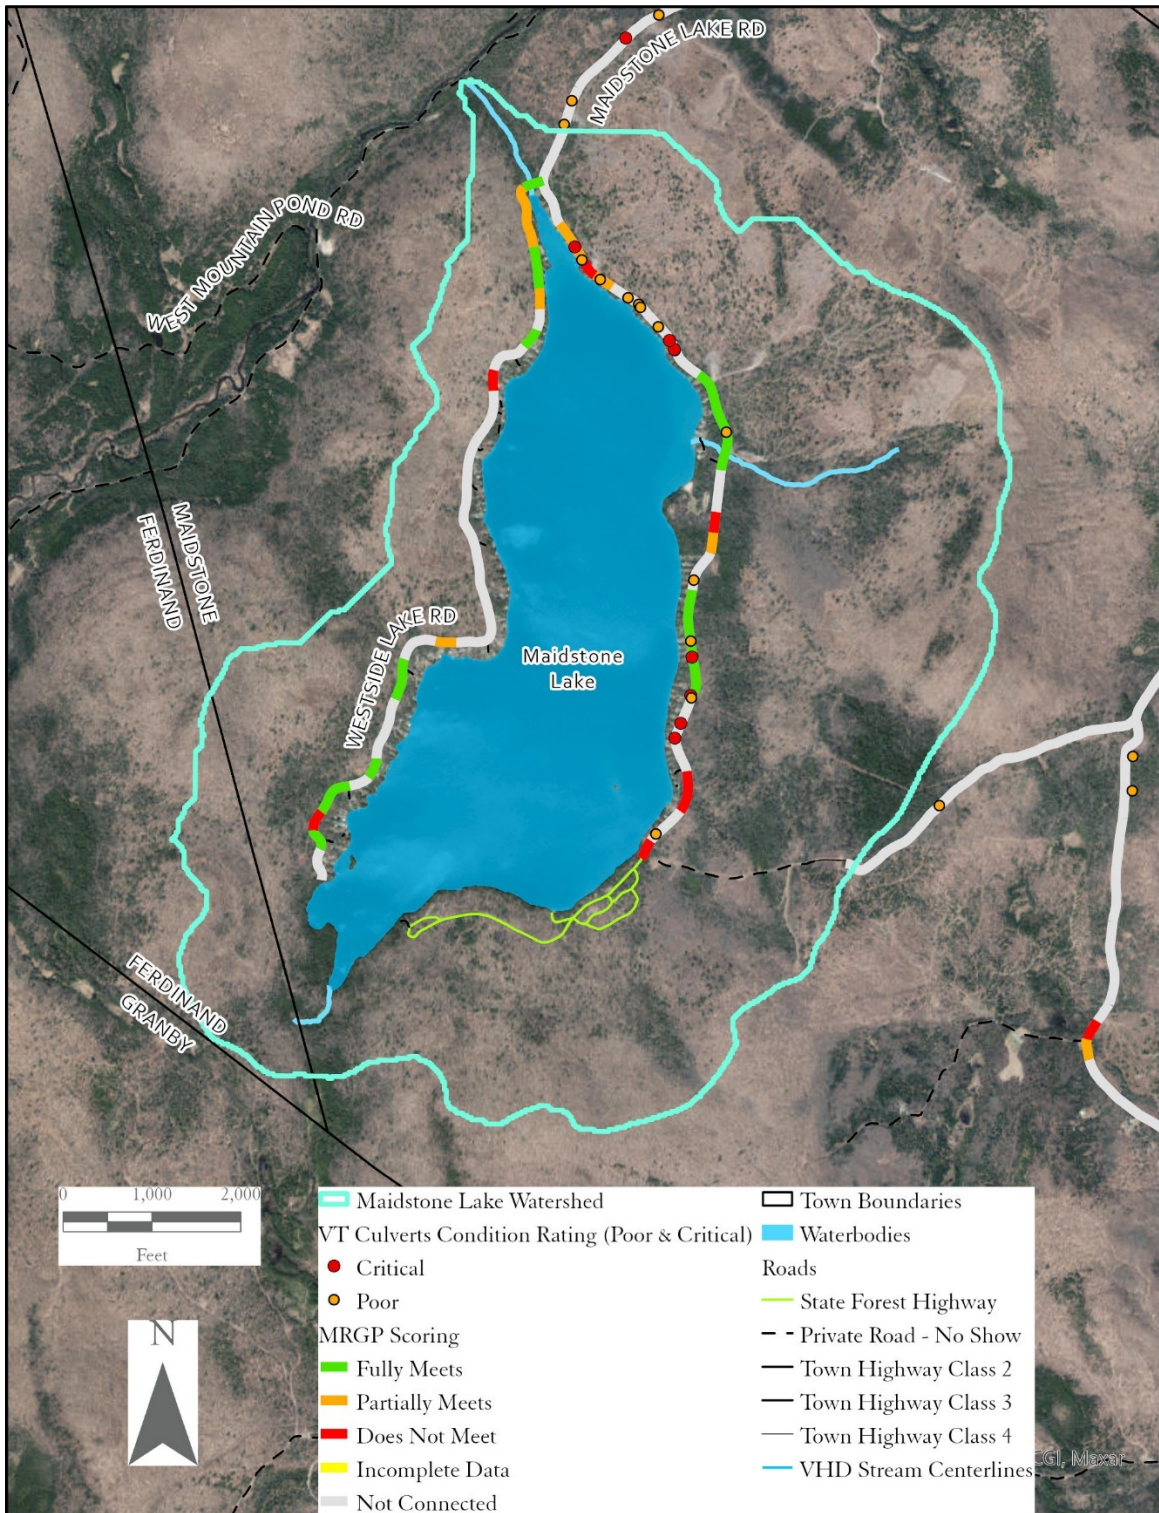 MAIDSTONE LAKE RD
WEST MOUNTAIN POND RD
MAIDSTONE
FERDINAND
WESTSIDE LAKE RD
Maidstone
Lake
FERDINAND
GRANBY
0 1,000 2,000
Feet
N
Maidstone Lake Watershed
VT Culverts Condition Rating (Poor & Critical)
Critical
Poor
MRGP Scoring
Fully Meets
Partially Meets
Does Not Meet
Incomplete Data
Not Connected
Town Boundaries
Waterbodies
Roads
State Forest Highway
Private Road - No Show
Town Highway Class 2
Town Highway Class 3
Town Highway Class 4
VHD Stream Centerlines
CGI, Maxar